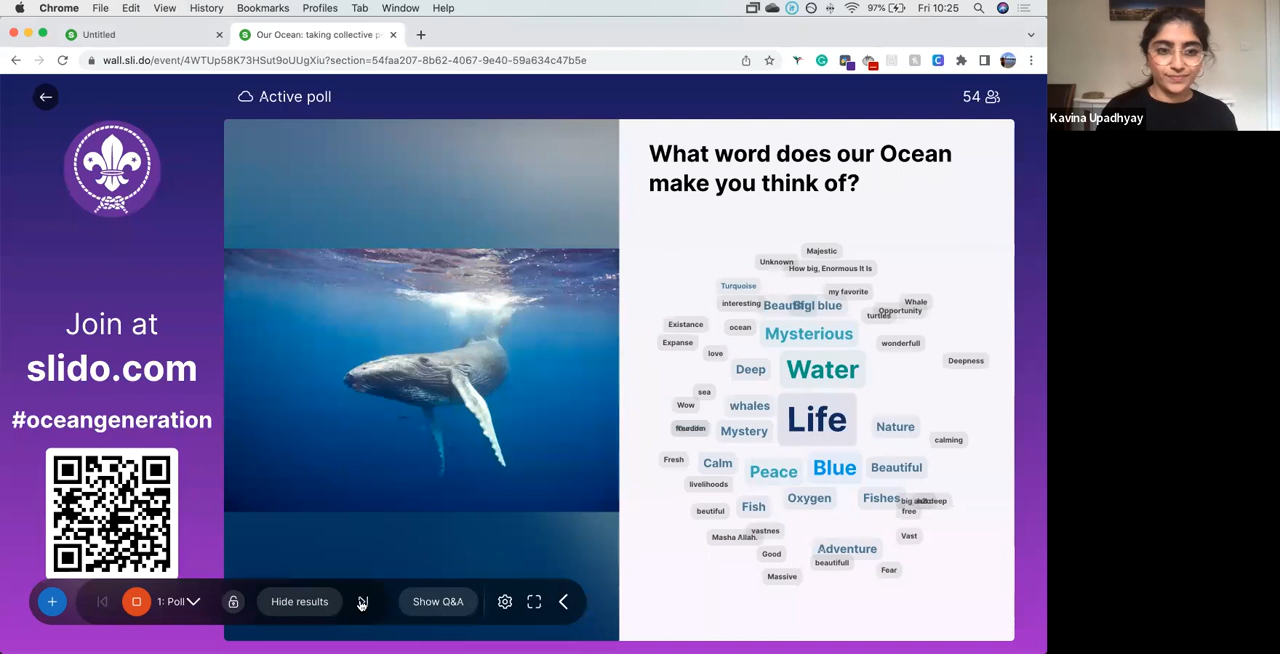 Chrome File Edit View History Bookmarks Profiles Tab Window Help
97% Fri 10:25
Untitled
Our Ocean: taking collective p
wall.sli.do/event/4WTUp58K73HSut9oUUgXiu?section=54faa207-8b62-4067-9e40-59a634c47b5e
Kavina Upadhyay
Active poll
54
Join at
slido.com
#oceangeneration
What word does our Ocean
make you think of?
Majestic
Unknown
How big, Enormous It Is
Turquoise
my favorite
interesting
Big blue
Whale
Opportunity
turtles
Existance
ocean
Mysterious
Expanse
wonderfull
love
Deepness
Deep
Water
sea
Wow
whales
Life
Nature
Mystery
calming
Fresh
Calm
Peace
Blue
Beautiful
livelihoods
Oxygen
Fishes
Fish
beutiful
free
vastnes
Masha Allah.
Vast
Adventure
Good
beautifull
Fear
Massive
1: Poll
Hide results
Show Q&A